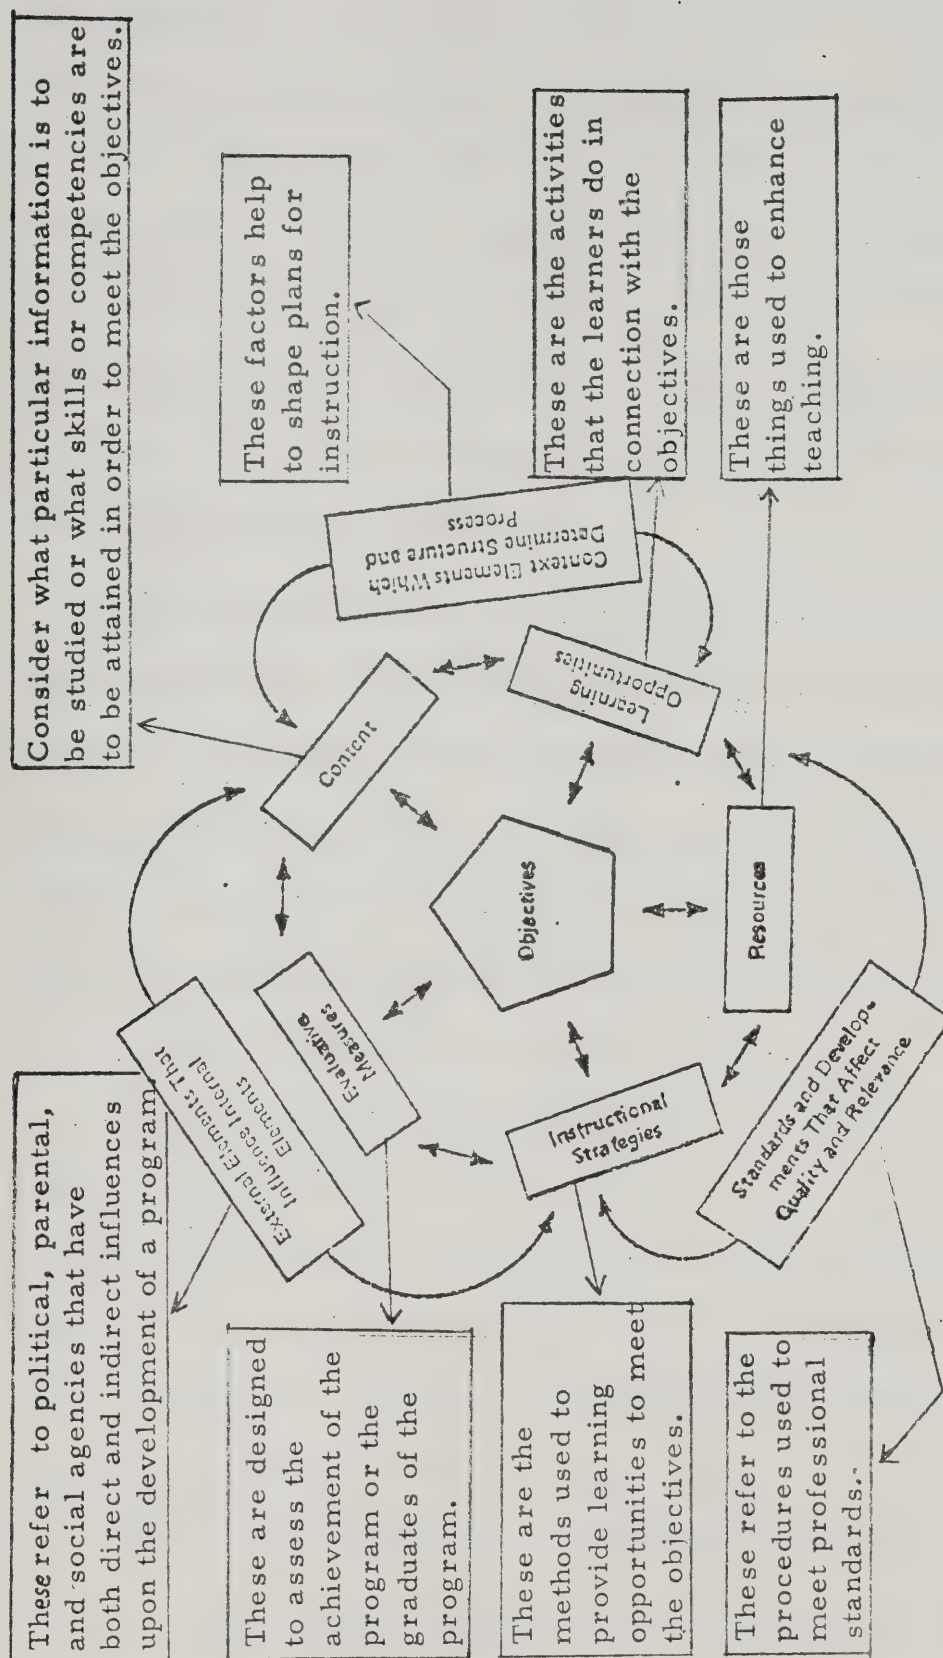 These refer to political, parental,
and social agencies that have
both direct and indirect influences
upon the development of a program
Consider what particular information is to
be studied or what skills or competencies are
to be attained in order to meet the objectives.
External Elements That
Influence Internal
Elements
Evaluative
Measures
Content
These factors help
to shape plans for
instruction.
Context Elements Which
Determine Structure and
Process
These are designed
to assess the
achievement of the
program or the
graduates of the
program.
Objectives
Instructional
Strategies
Learning
Opportunities
These are the activities
that the learners do in
connection with the
objectives.
These are the
methods used to
provide learning
opportunities to meet
the objectives.
Resources
These are those
things used to enhance
teaching.
Standards and Develop-
ments That Affect
Quality and Relevance
These refer to the
procedures used to
meet professional
standards.